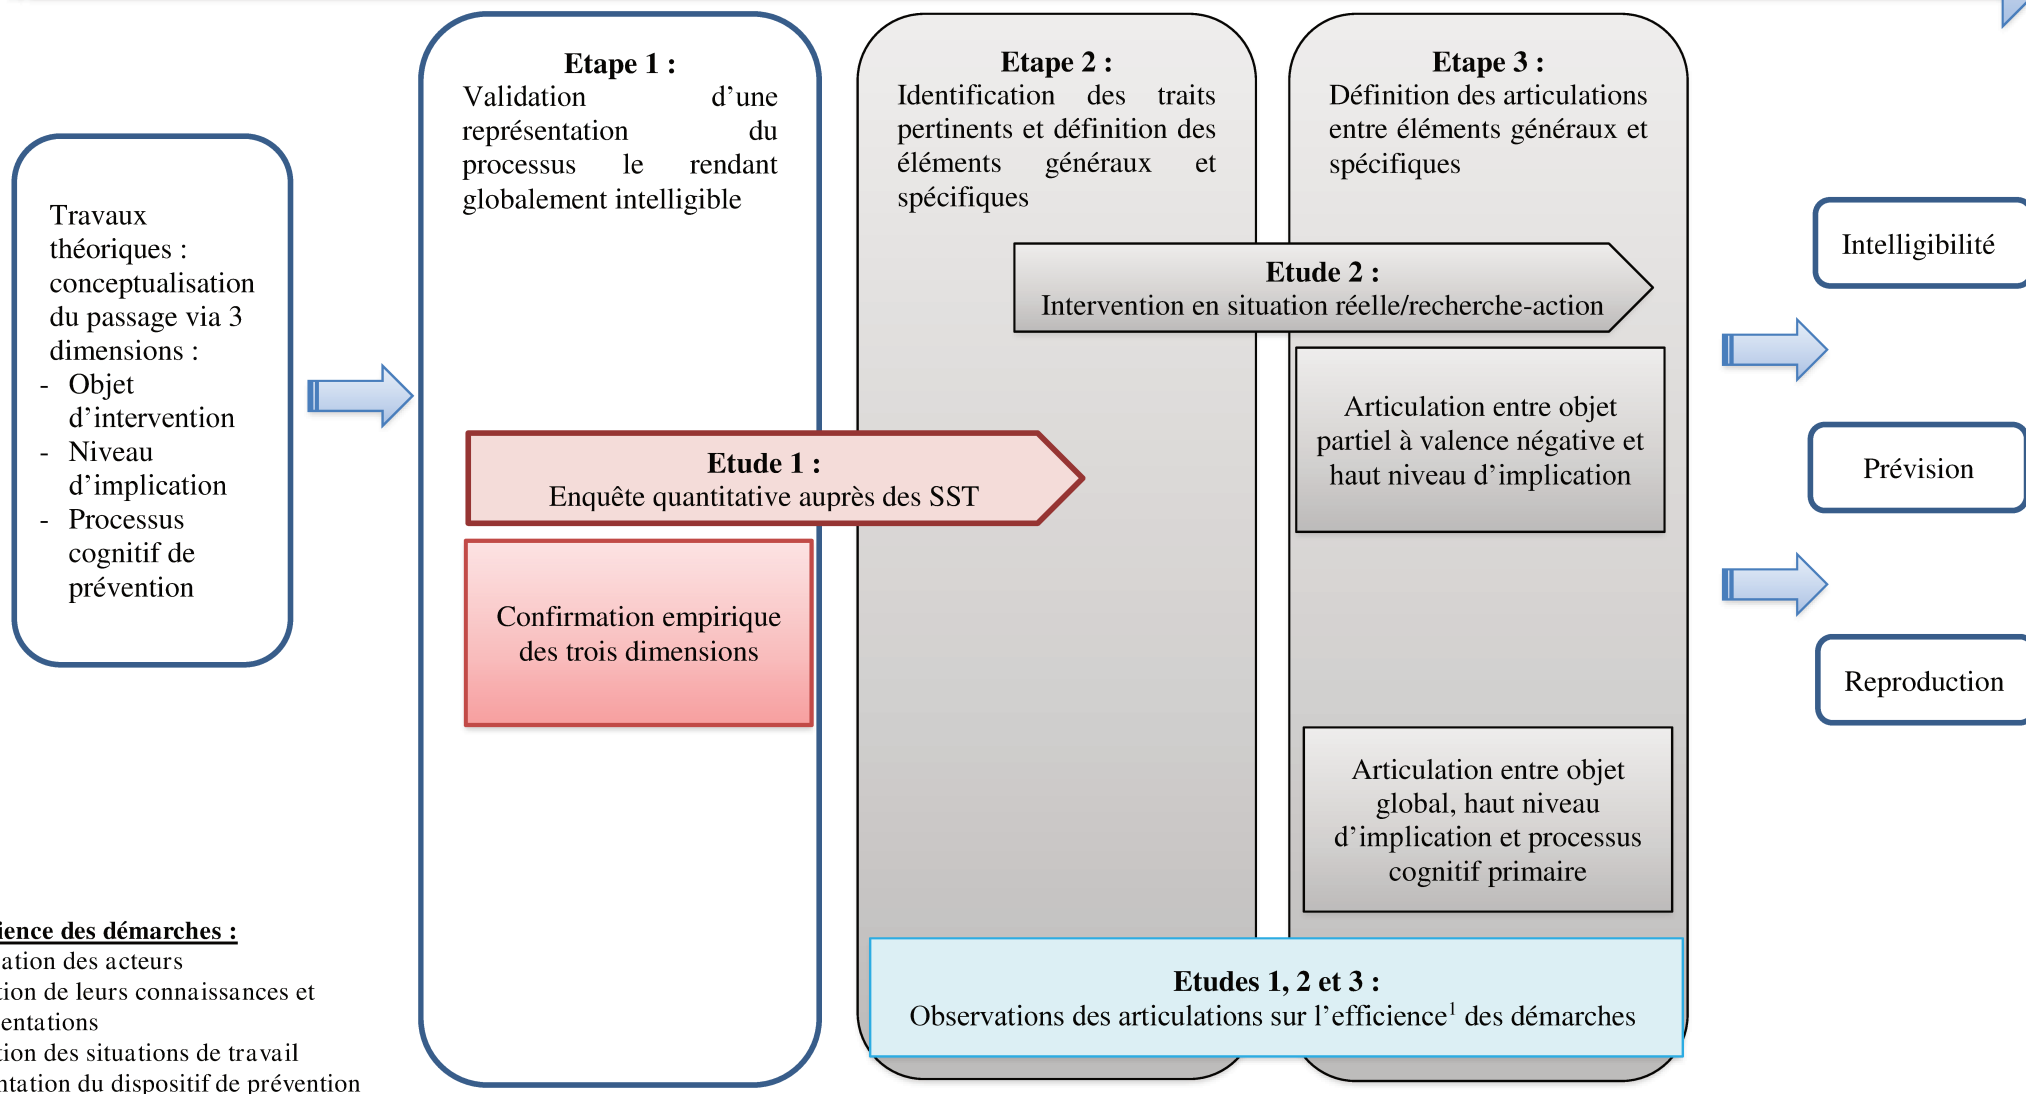 Travaux
théoriques :
conceptualisation
du passage via 3
dimensions :
- Objet
d’intervention
- Niveau
d’implication
- Processus
cognitif de
prévention
Etape 1 :
Validation d’une
représentation du
processus le rendant
globalement intelligible
Etude 1 :
Enquête quantitative auprès des SST
Confirmation empirique
des trois dimensions
Etape 2 :
Identification des traits
pertinents et définition des
éléments généraux et
spécifiques
Etape 3 :
Définition des articulations
entre éléments généraux et
spécifiques
Etude 2 :
Intervention en situation réelle/recherche-action
Articulation entre objet
partiel à valence négative et
haut niveau d’implication
Articulation entre objet
global, haut niveau
d’implication et processus
cognitif primaire
Etudes 1, 2 et 3 :
Observations des articulations sur l’efficience¹ des démarches
Intelligibilité
Prévision
Reproduction
des démarches :
des acteurs
de leurs connaissances et
des situations de travail
du dispositif de prévention